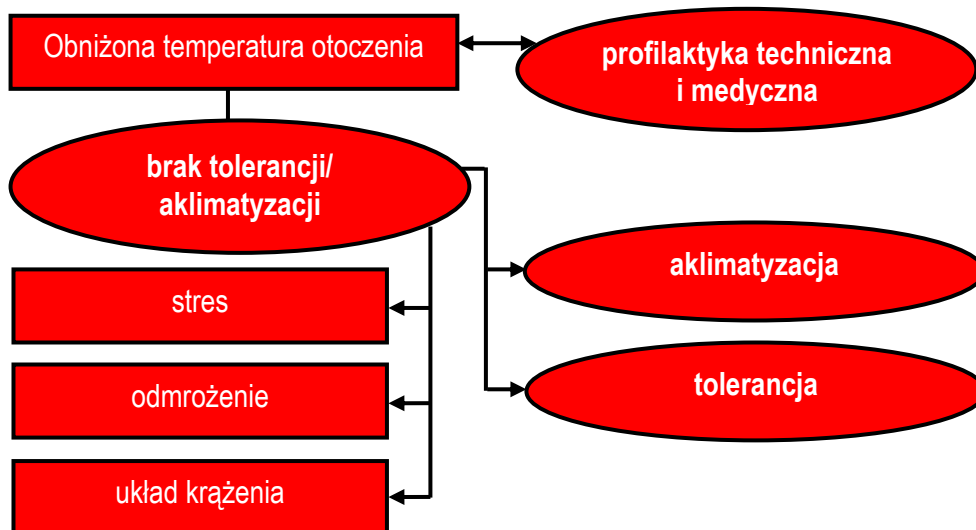 Obniżona temperatura otoczenia
profilaktyka techniczna
i medyczna
brak tolerancji/
aklimatyzacji
aklimatyzacja
stres
tolerancja
odmrożenie
układ krążenia